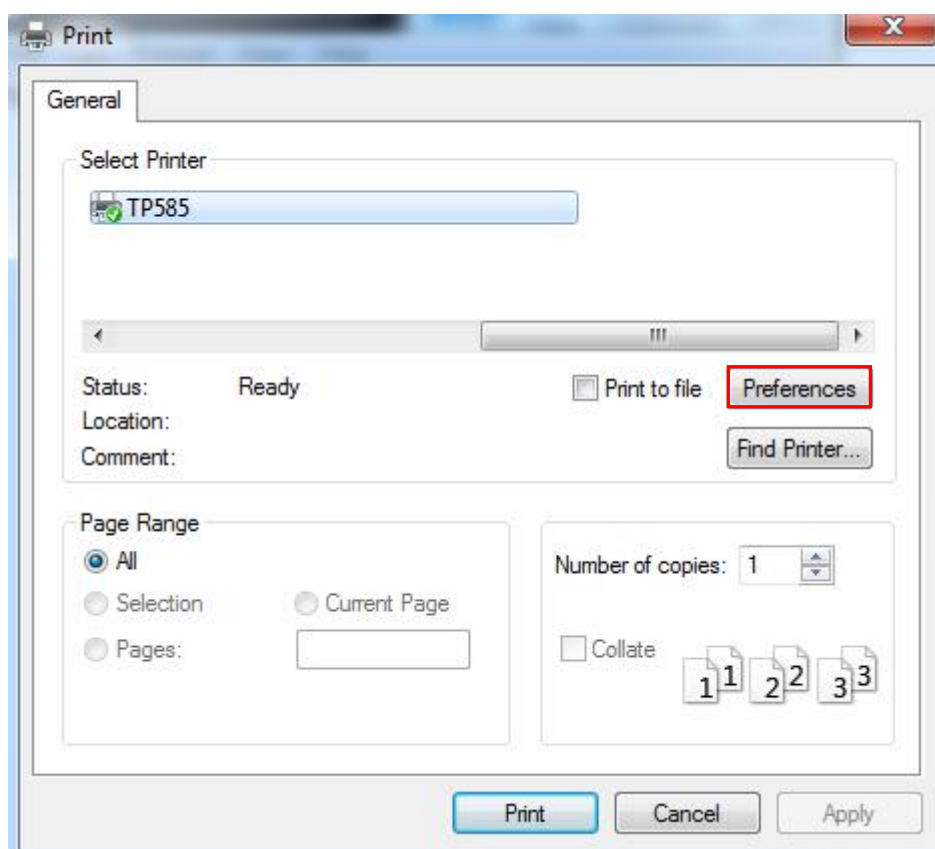 Print
General
Select Printer
TP585
Status: Ready
Print to file
Preferences
Location:
Comment:
Find Printer...
Page Range
All
Selection
Current Page
Pages:
Number of copies: 1
Collate
1 1 2 2 3 3
Print
Cancel
Apply